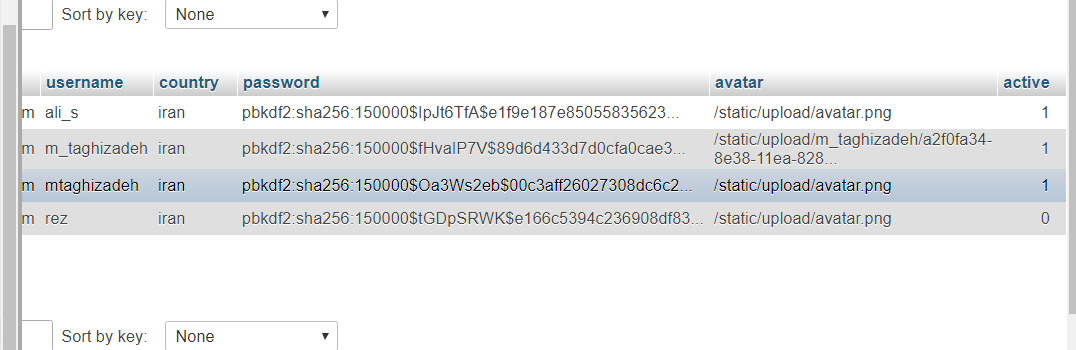 Sort by key: None
username country password avatar active
m ali_s iran pbkdf2:sha256:150000$IpJt6TfA$e1f9e187e85055835623... /static/upload/avatar.png 1
m m_taghizadeh iran pbkdf2:sha256:150000$fHvaIP7V$89d6d433d7d0cfa0cae3... /static/upload/m_taghizadeh/a2f0fa34-
8e38-11ea-828... 1
m mtaghizadeh iran pbkdf2:sha256:150000$Oa3Ws2eb$00c3aff26027308dc6c2... /static/upload/avatar.png 1
m rez iran pbkdf2:sha256:150000$tGDpSRWK$e166c5394c236908df83... /static/upload/avatar.png 0
Sort by key: None